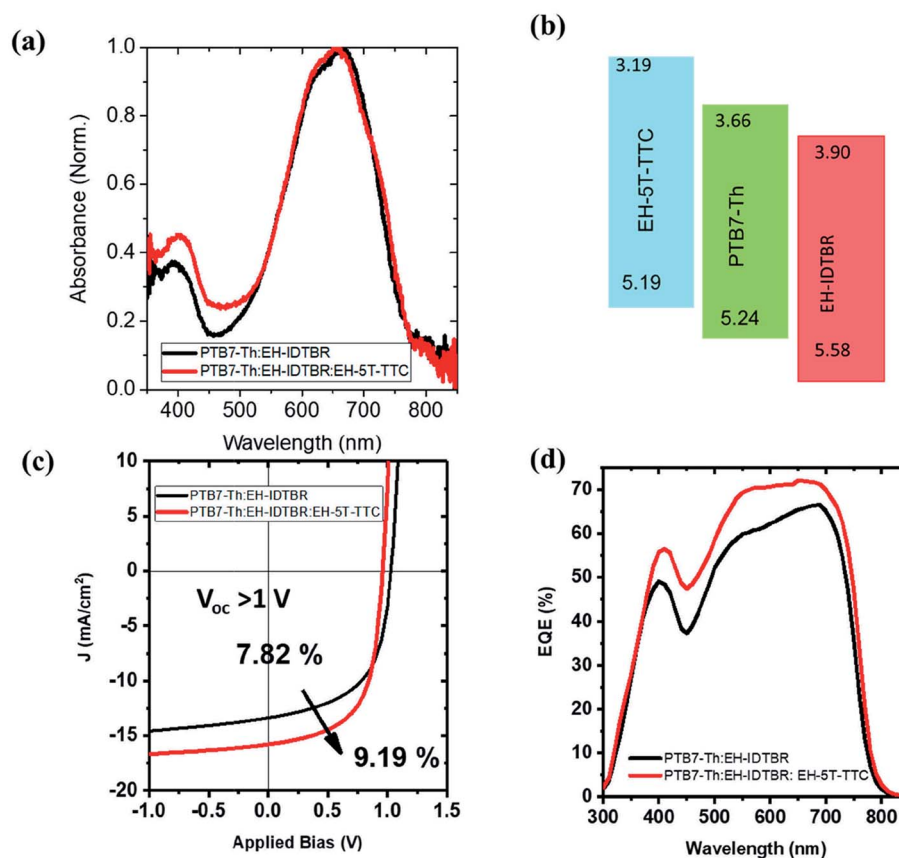 (a)
1.0
0.8
0.6
0.4
0.2
0.0
Absorbance (Norm.)
PTB7-Th:EH-IDTBR
PTB7-Th:EH-IDTBR:EH-5T-TTC
400 500 600 700 800
Wavelength (nm)
(b)
3.19
EH-5T-TTC
5.19
3.66
PTB7-Th
5.24
3.90
EH-IDTBR
5.58
(c)
10
5
0
-5
-10
-15
-20
J (mA/cm²)
PTB7-Th:EH-IDTBR
PTB7-Th:EH-IDTBR:EH-5T-TTC
Voc >1 V
7.82 %
9.19 %
-1.0 -0.5 0.0 0.5 1.0 1.5
Applied Bias (V)
(d)
80
70
60
50
40
30
20
10
0
EQE (%)
PTB7-Th:EH-IDTBR
PTB7-Th:EH-IDTBR: EH-5T-TTC
300 400 500 600 700 800
Wavelength (nm)